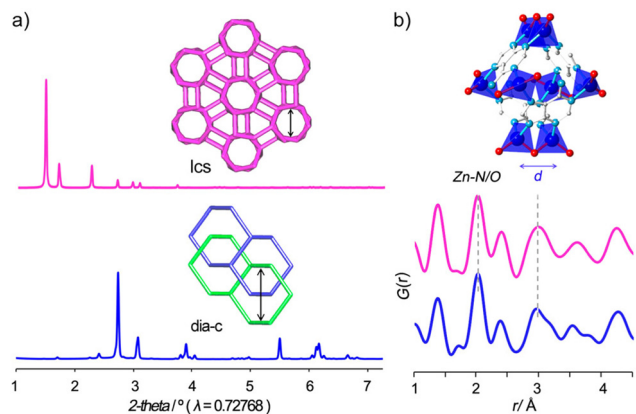 a)
b)
lcs
Zn-N/O
d
dia-c
G(r)
1 2 3 4 5 6 7
2-theta/° (λ = 0.72768)
1 2 3 4
r/ Å